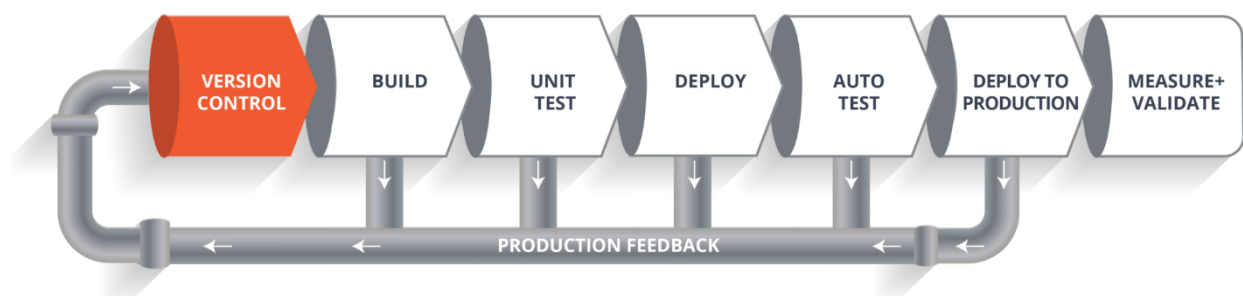 VERSION
CONTROL
BUILD
UNIT
TEST
DEPLOY
AUTO
TEST
DEPLOY TO
PRODUCTION
MEASURE+
VALIDATE
PRODUCTION FEEDBACK